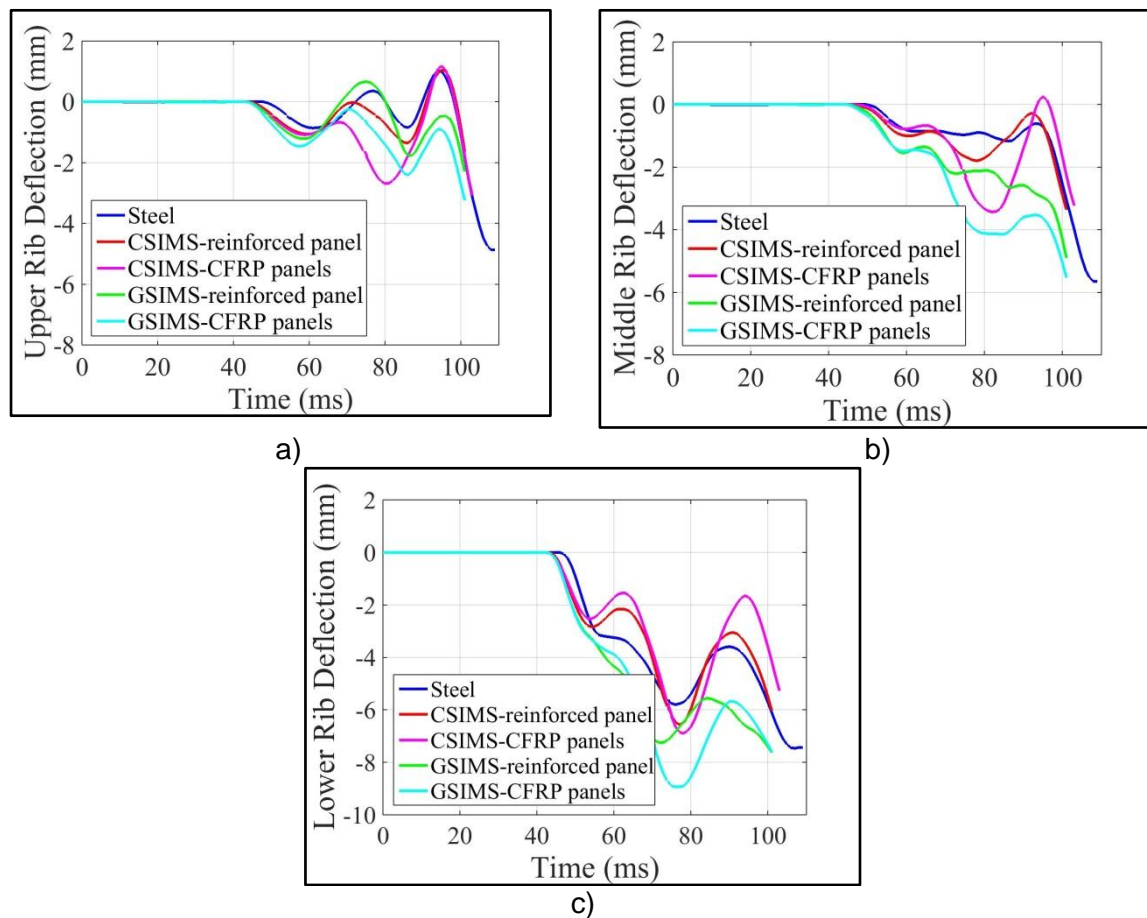 2
0
-2
-4
-6
-8
Upper Rib Deflection (mm)
Steel
CSIMS-reinforced panel
CSIMS-CFRP panels
GSIMS-reinforced panel
GSIMS-CFRP panels
0 20 40 60 80 100
Time (ms)
a)
2
0
-2
-4
-6
-8
Middle Rib Deflection (mm)
Steel
CSIMS-reinforced panel
CSIMS-CFRP panels
GSIMS-reinforced panel
GSIMS-CFRP panels
0 20 40 60 80 100
Time (ms)
b)
2
0
-2
-4
-6
-8
-10
Lower Rib Deflection (mm)
Steel
CSIMS-reinforced panel
CSIMS-CFRP panels
GSIMS-reinforced panel
GSIMS-CFRP panels
0 20 40 60 80 100
Time (ms)
c)